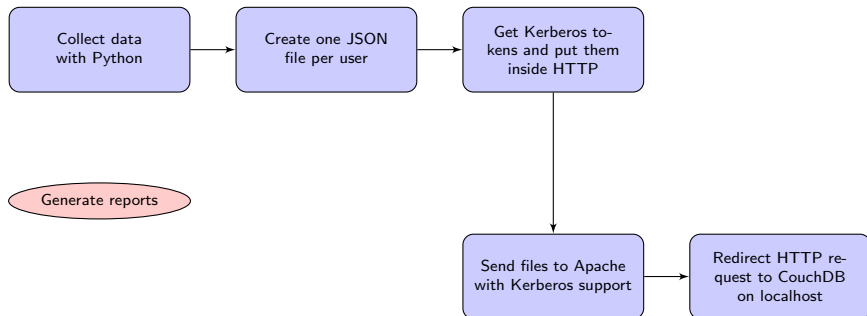 Collect data
with Python
Create one JSON
file per user
Get Kerberos to-
kens and put them
inside HTTP
Generate reports
Send files to Apache
with Kerberos support
Redirect HTTP re-
quest to CouchDB
on localhost